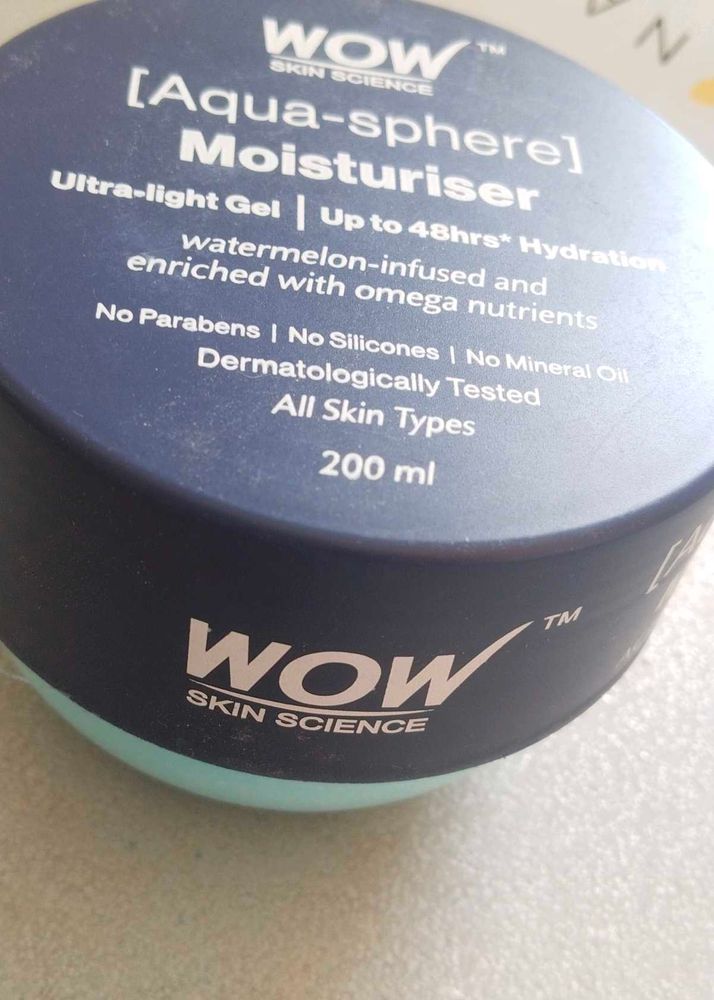 WOW™
SKIN SCIENCE
[Aqua-sphere]
Moisturiser
Ultra-light Gel | Up to 48hrs* Hydration
watermelon-infused and
enriched with omega nutrients
No Parabens | No Silicones | No Mineral Oil
Dermatologically Tested
All Skin Types
200 ml
WOW™
SKIN SCIENCE